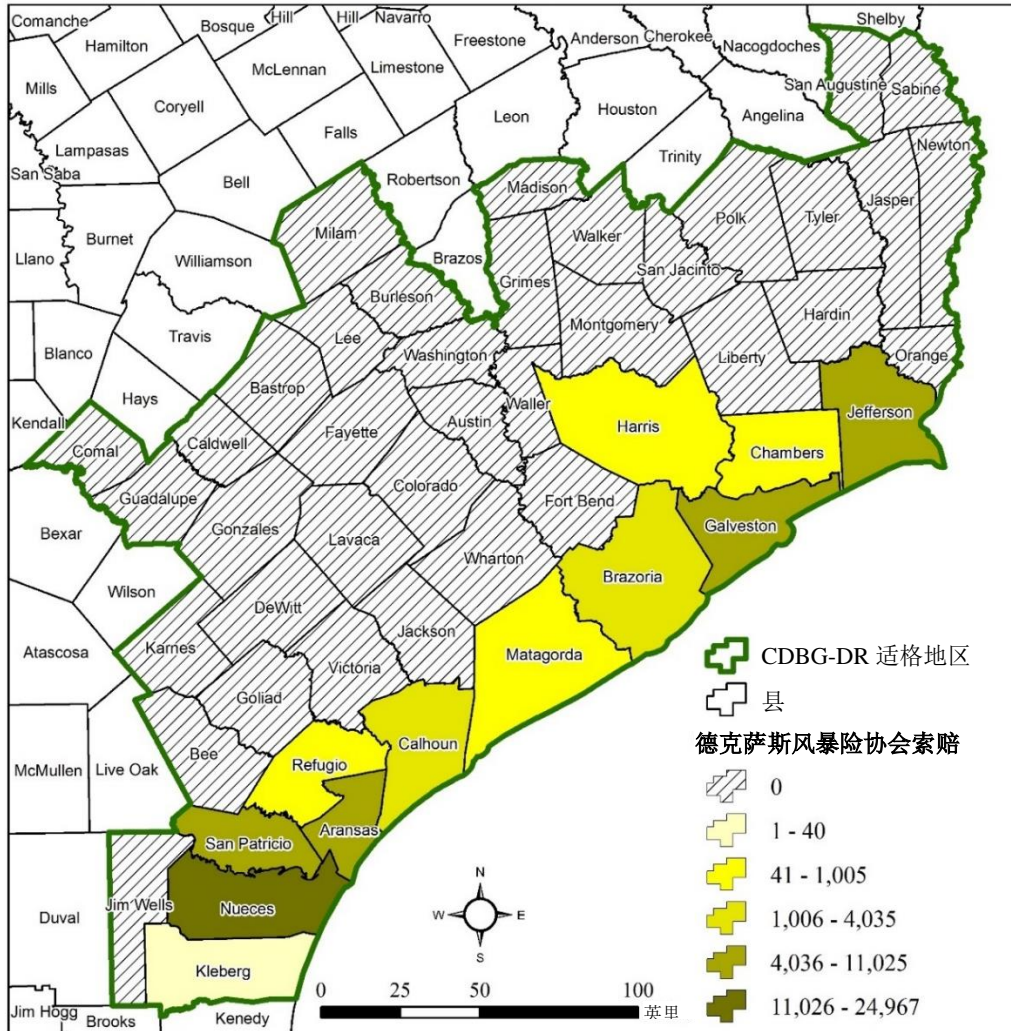 Comanche
Bosque
Hill
Hill
Navarro
Freestone
Anderson
Cherokee
Nacogdoches
Shelby
Hamilton
McLennan
Limestone
San Augustine
Sabine
Mills
Coryell
Leon
Houston
Angelina
Falls
Trinity
Newton
Lampasas
San Saba
Bell
Robertson
Madison
Jasper
Burnet
Milam
Walker
Polk
Tyler
Llano
Williamson
Brazos
San Jacinto
Grimes
Burleson
Montgomery
Hardin
Travis
Lee
Washington
Liberty
Orange
Blanco
Bastrop
Hays
Waller
Austin
Jefferson
Kendall
Caldwell
Fayette
Harris
Comal
Chambers
Guadalupe
Colorado
Fort Bend
Bexar
Gonzales
Lavaca
Galveston
Wharton
Brazoria
Wilson
DeWitt
Jackson
Karnes
Atascosa
Matagorda
Victoria
Goliad
Calhoun
Bee
Refugio
McMullen
Live Oak
Aransas
San Patricio
Jim Wells
Nueces
Duval
Kleberg
Jim Hogg
Brooks
Kenedy
CDBG-DR 适格地区
县
德克萨斯风暴险协会索赔
0
1 - 40
41 - 1,005
1,006 - 4,035
4,036 - 11,025
11,026 - 24,967
N
W E
S
0 25 50 100 英里